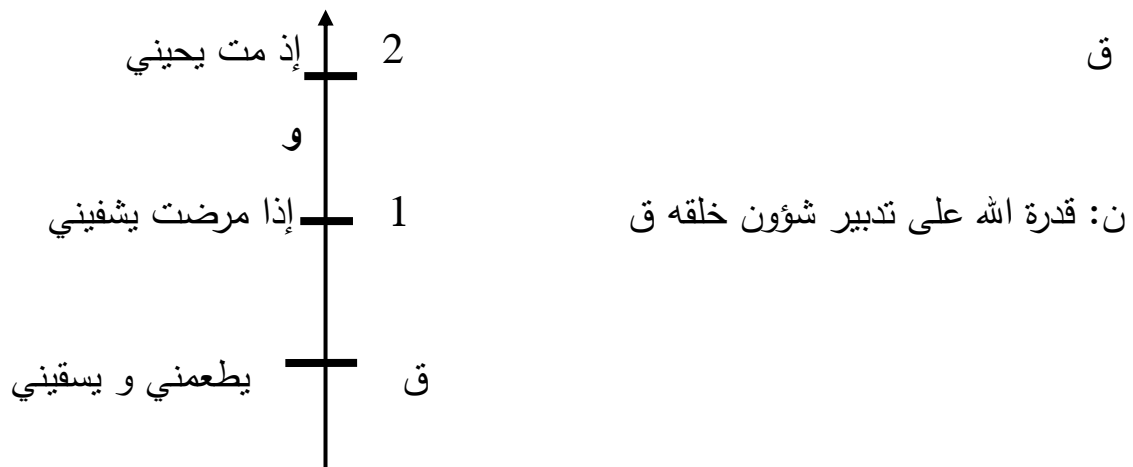 ق 2 إذ مت يحيني
و
ن: قدرة الله على تدبير شؤون خلقه ق 1 إذا مرضت يشفيني
ق يطعمني و يسقيني